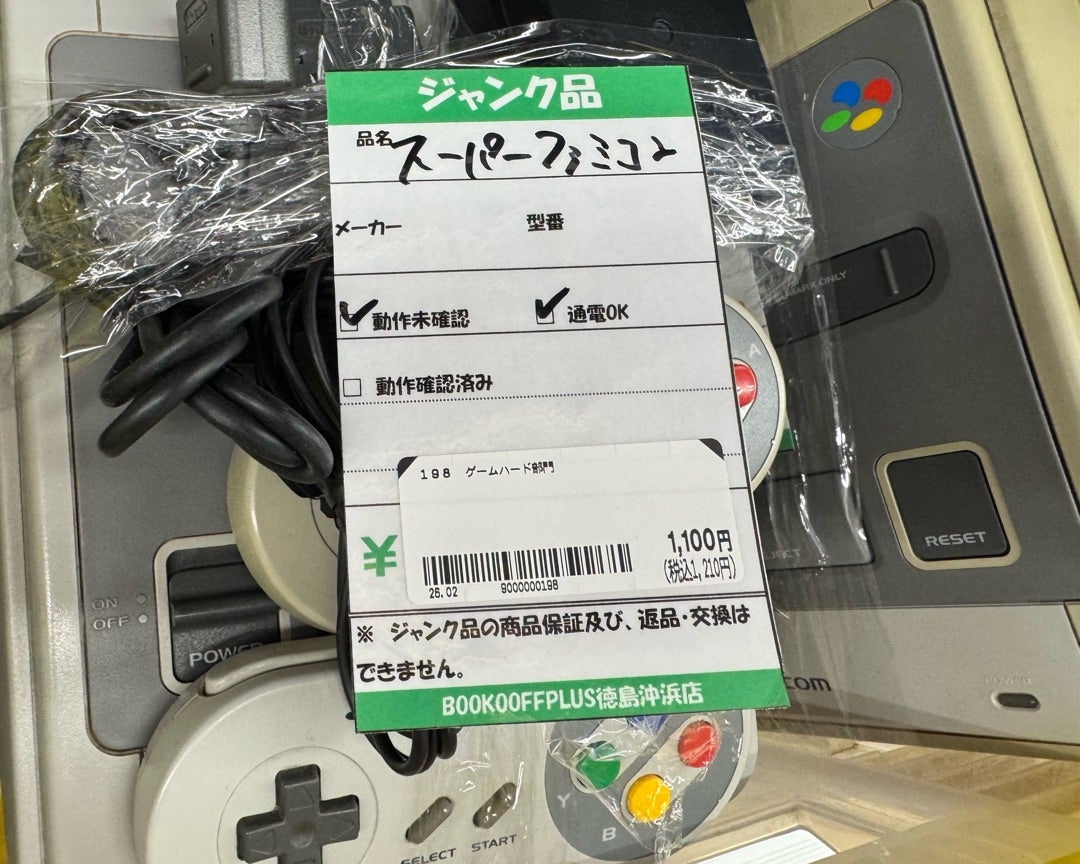 ジャンク品
品名 スーパーファミコン
メーカー 型番
動作未確認 通電OK
動作確認済み
198 ゲームハード部門
¥
1,100円
(税込1,210円)
26.02 9000000198
※ ジャンク品の商品保証及び、返品・交換は
できません。
BOOKOOFFPLUS徳島沖浜店
ON
OFF
POWER
RESET
EJECT
A
Y
B
SELECT START
POWER